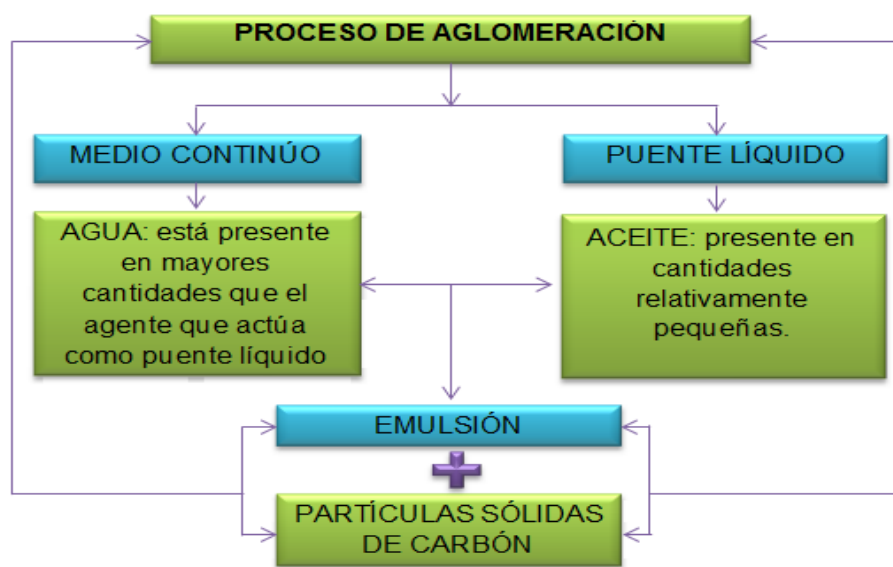 PROCESO DE AGLOMERACIÓN
MEDIO CONTINÚO
PUENTE LÍQUIDO
AGUA: está presente
en mayores
cantidades que el
agente que actúa
como puente líquido
ACEITE: presente en
cantidades
relativamente
pequeñas.
EMULSIÓN
PARTÍCULAS SÓLIDAS
DE CARBÓN